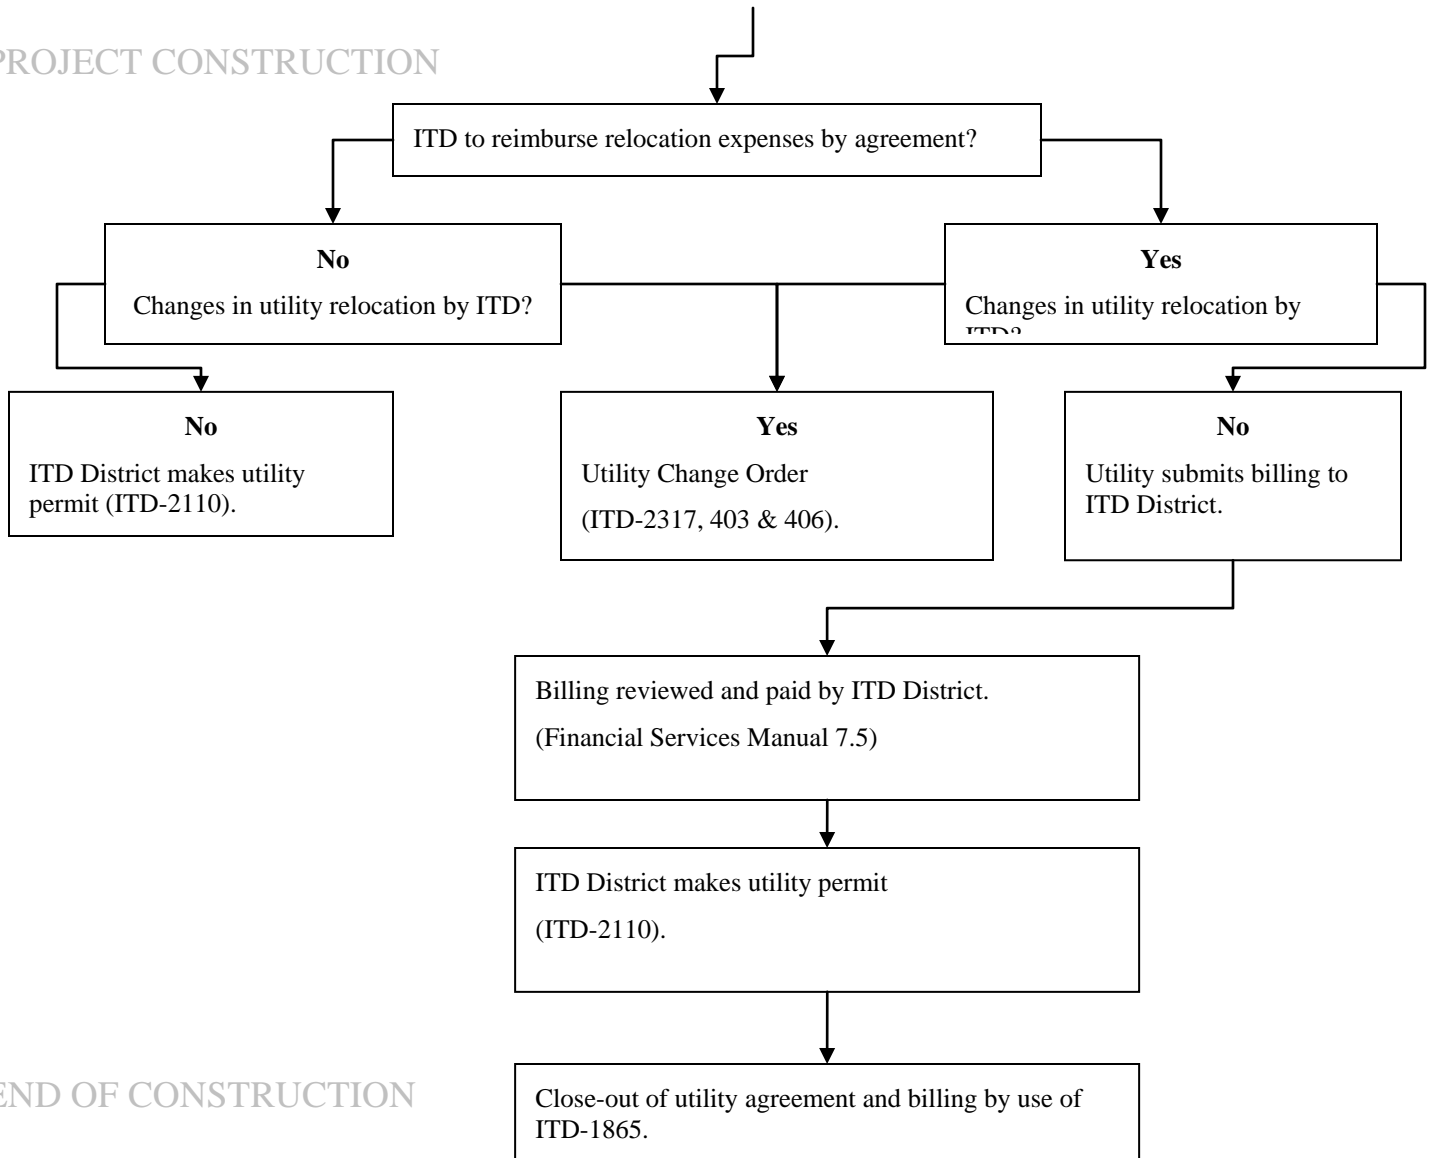 PROJECT CONSTRUCTION
ITD to reimburse relocation expenses by agreement?
No
Changes in utility relocation by ITD?
Yes
Changes in utility relocation by
ITD?
No
ITD District makes utility
permit (ITD-2110).
Yes
Utility Change Order
(ITD-2317, 403 & 406).
No
Utility submits billing to
ITD District.
Billing reviewed and paid by ITD District.
(Financial Services Manual 7.5)
ITD District makes utility permit
(ITD-2110).
END OF CONSTRUCTION
Close-out of utility agreement and billing by use of
ITD-1865.